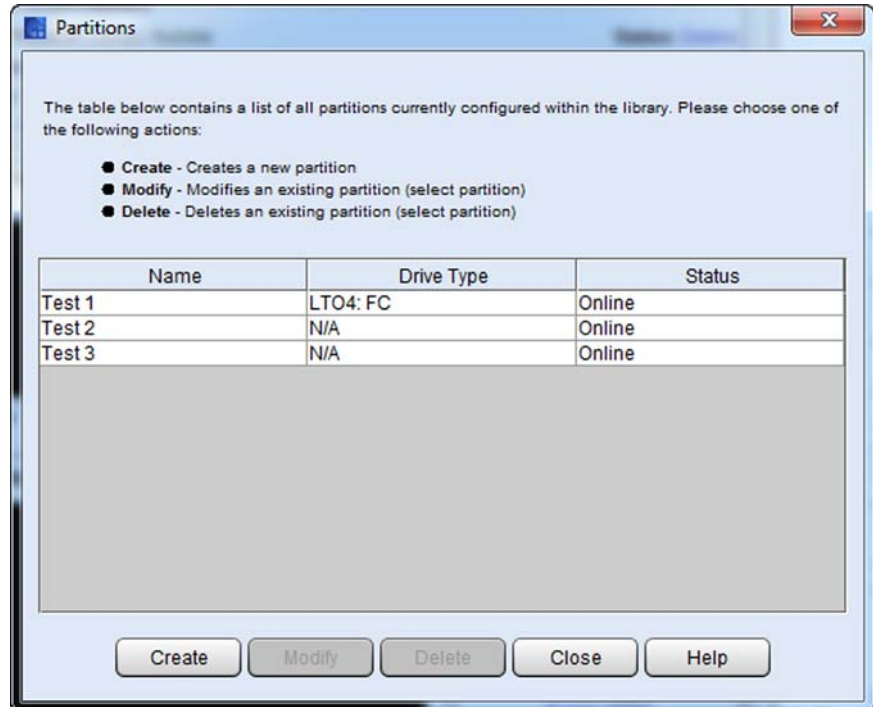 Partitions
The table below contains a list of all partitions currently configured within the library. Please choose one of
the following actions:
Create - Creates a new partition
Modify - Modifies an existing partition (select partition)
Delete - Deletes an existing partition (select partition)
Name Drive Type Status
Test 1 LTO4: FC Online
Test 2 N/A Online
Test 3 N/A Online
Create Modify Delete Close Help